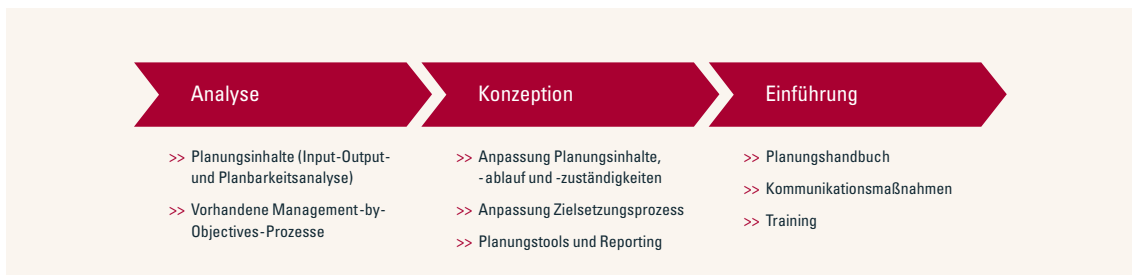 Analyse
>> Planungsinhalte (Input-Output-
und Planbarkeitsanalyse)
>> Vorhandene Management-by-
Objectives-Prozesse
Konzeption
>> Anpassung Planungsinhalte,
-ablauf und -zuständigkeiten
>> Anpassung Zielsetzungsprozess
>> Planungstools und Reporting
Einführung
>> Planungshandbuch
>> Kommunikationsmaßnahmen
>> Training